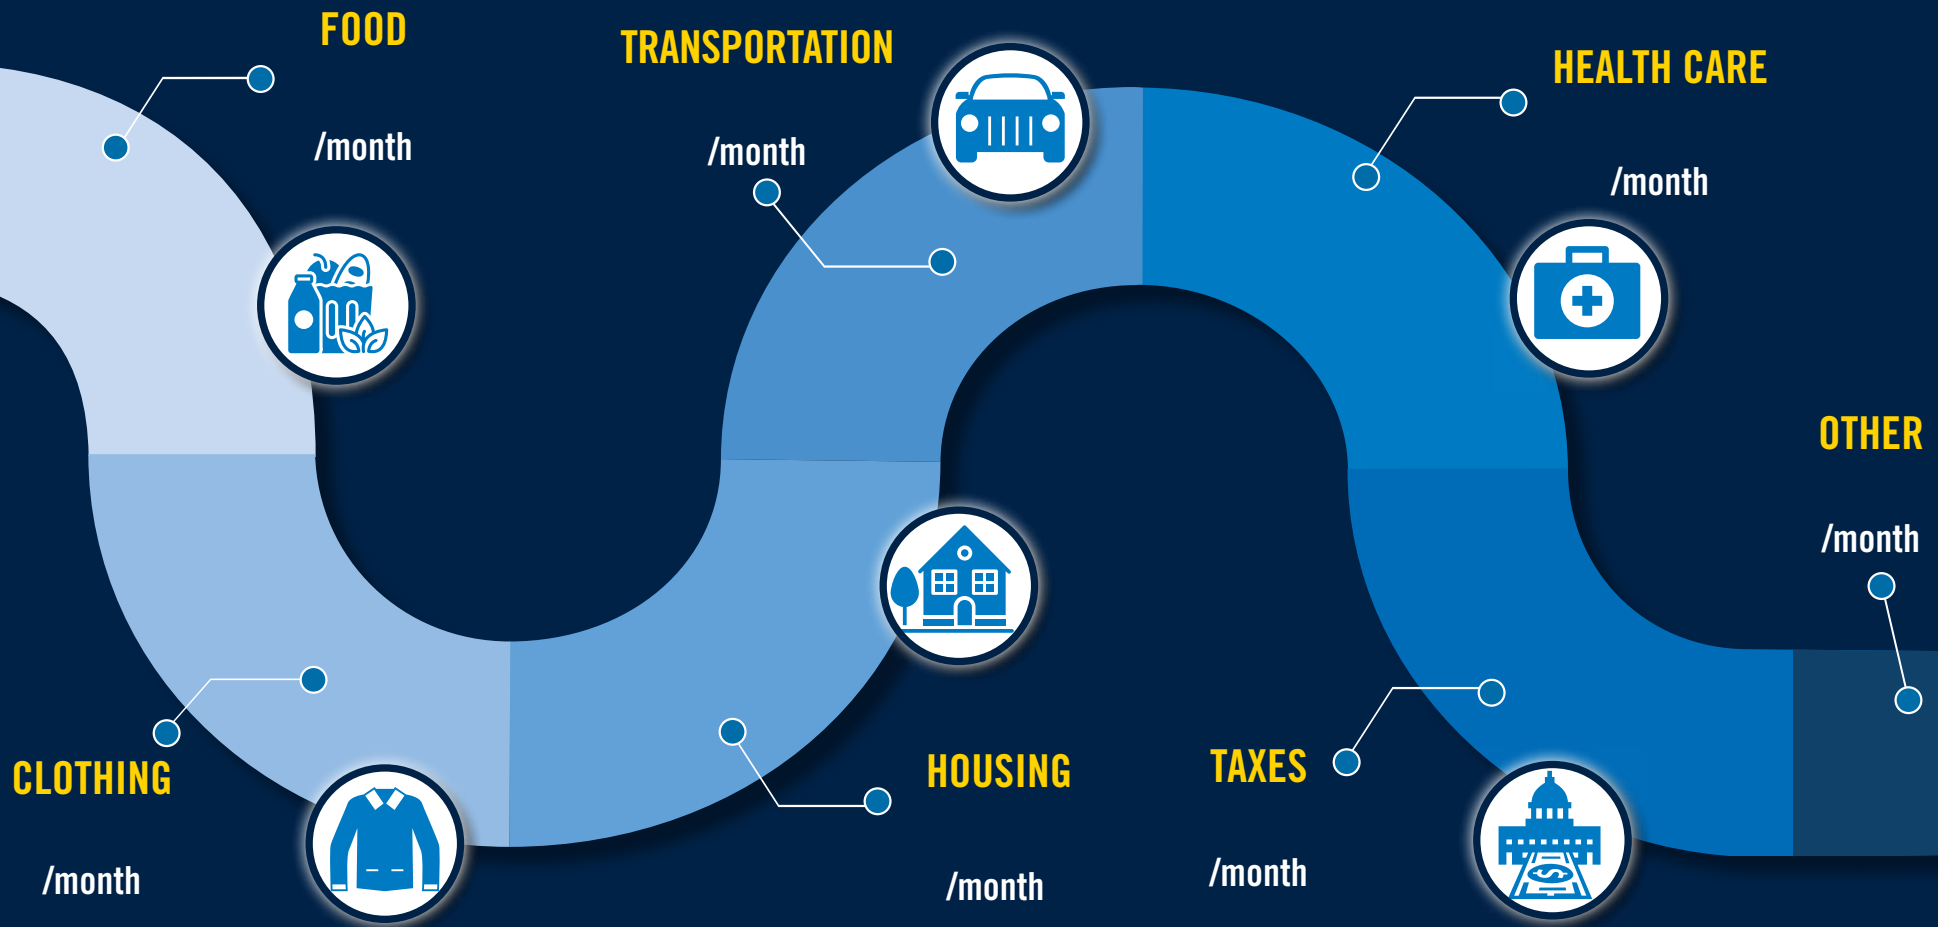 FOOD
/month
TRANSPORTATION
/month
HEALTH CARE
/month
OTHER
/month
CLOTHING
/month
HOUSING
/month
TAXES
/month